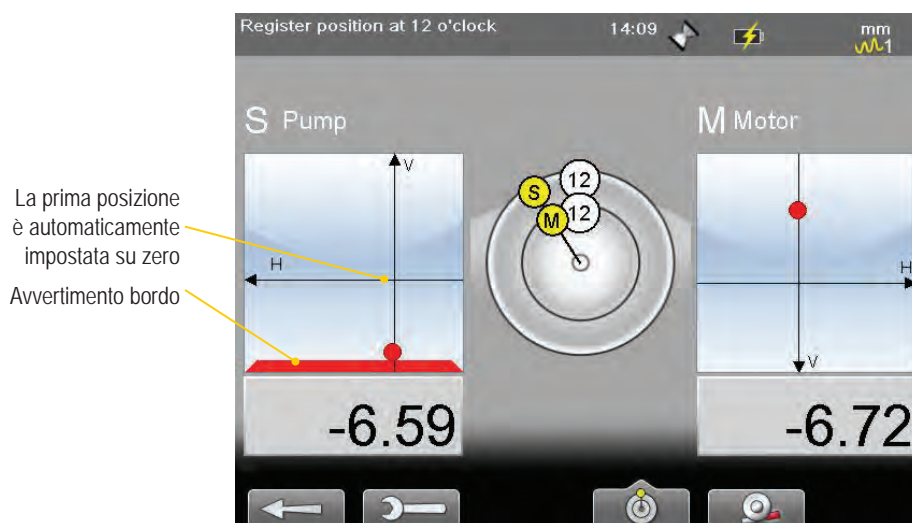 Register position at 12 o'clock
14:09
mm
1
S Pump
M Motor
La prima posizione
è automaticamente
impostata su zero
Avvertimento bordo
V
H
S
12
M
12
H
V
-6.59
-6.72